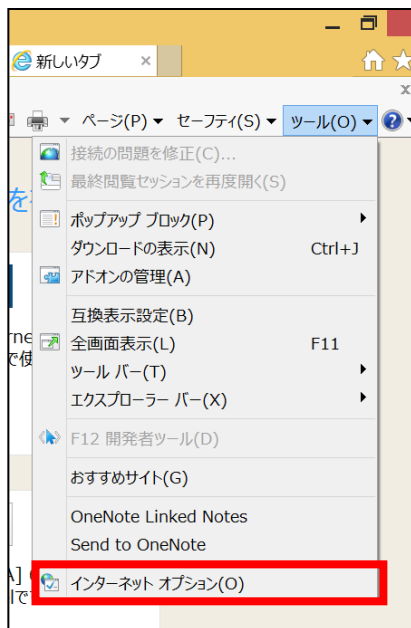 新しいタブ
ページ(P) セーフティ(S) ツール(O)
接続の問題を修正(C)...
最終閲覧セッションを再度開く(S)
を
ポップアップ ブロック(P)
ダウンロードの表示(N) Ctrl+J
アドオンの管理(A)
互換表示設定(B)
rne
全画面表示(L) F11
で使
ツール バー(T)
エクスプローラー バー(X)
F12 開発者ツール(D)
おすすめサイト(G)
OneNote Linked Notes
Send to OneNote
A] (
インターネット オプション(O)